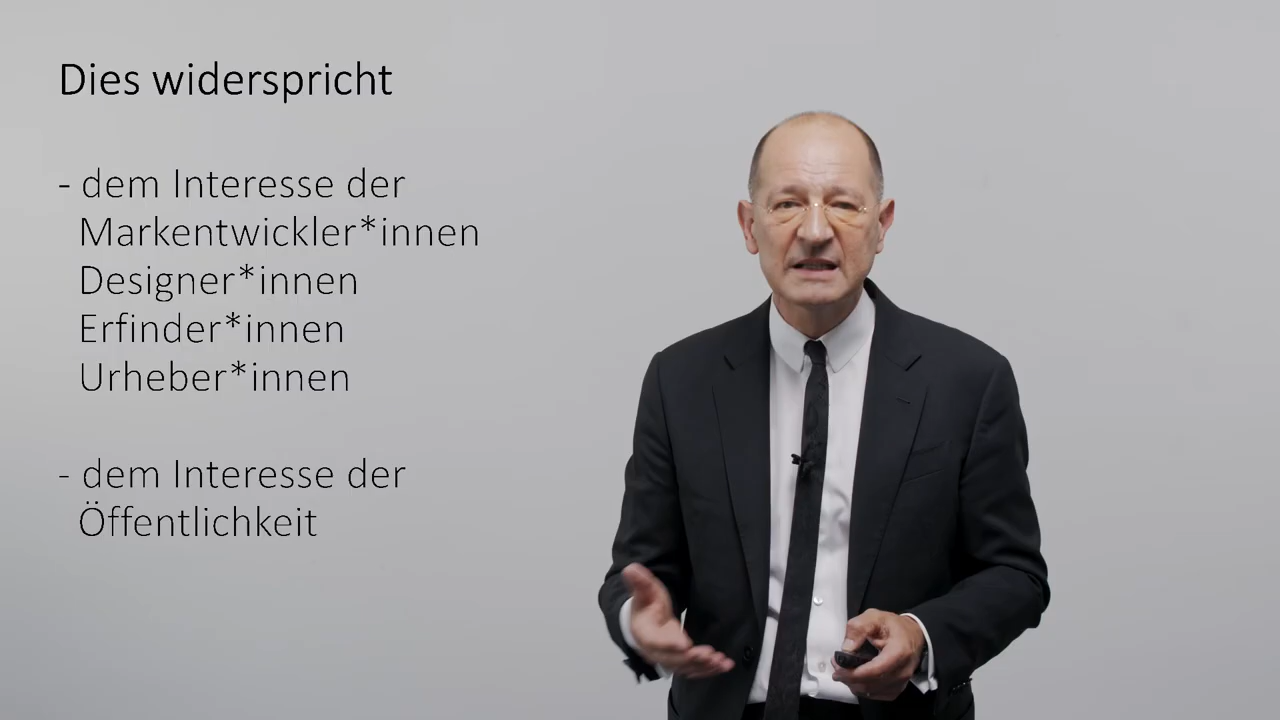 Dies widerspricht
- dem Interesse der
Markentwickler*innen
Designer*innen
Erfinder*innen
Urheber*innen
- dem Interesse der
Öffentlichkeit